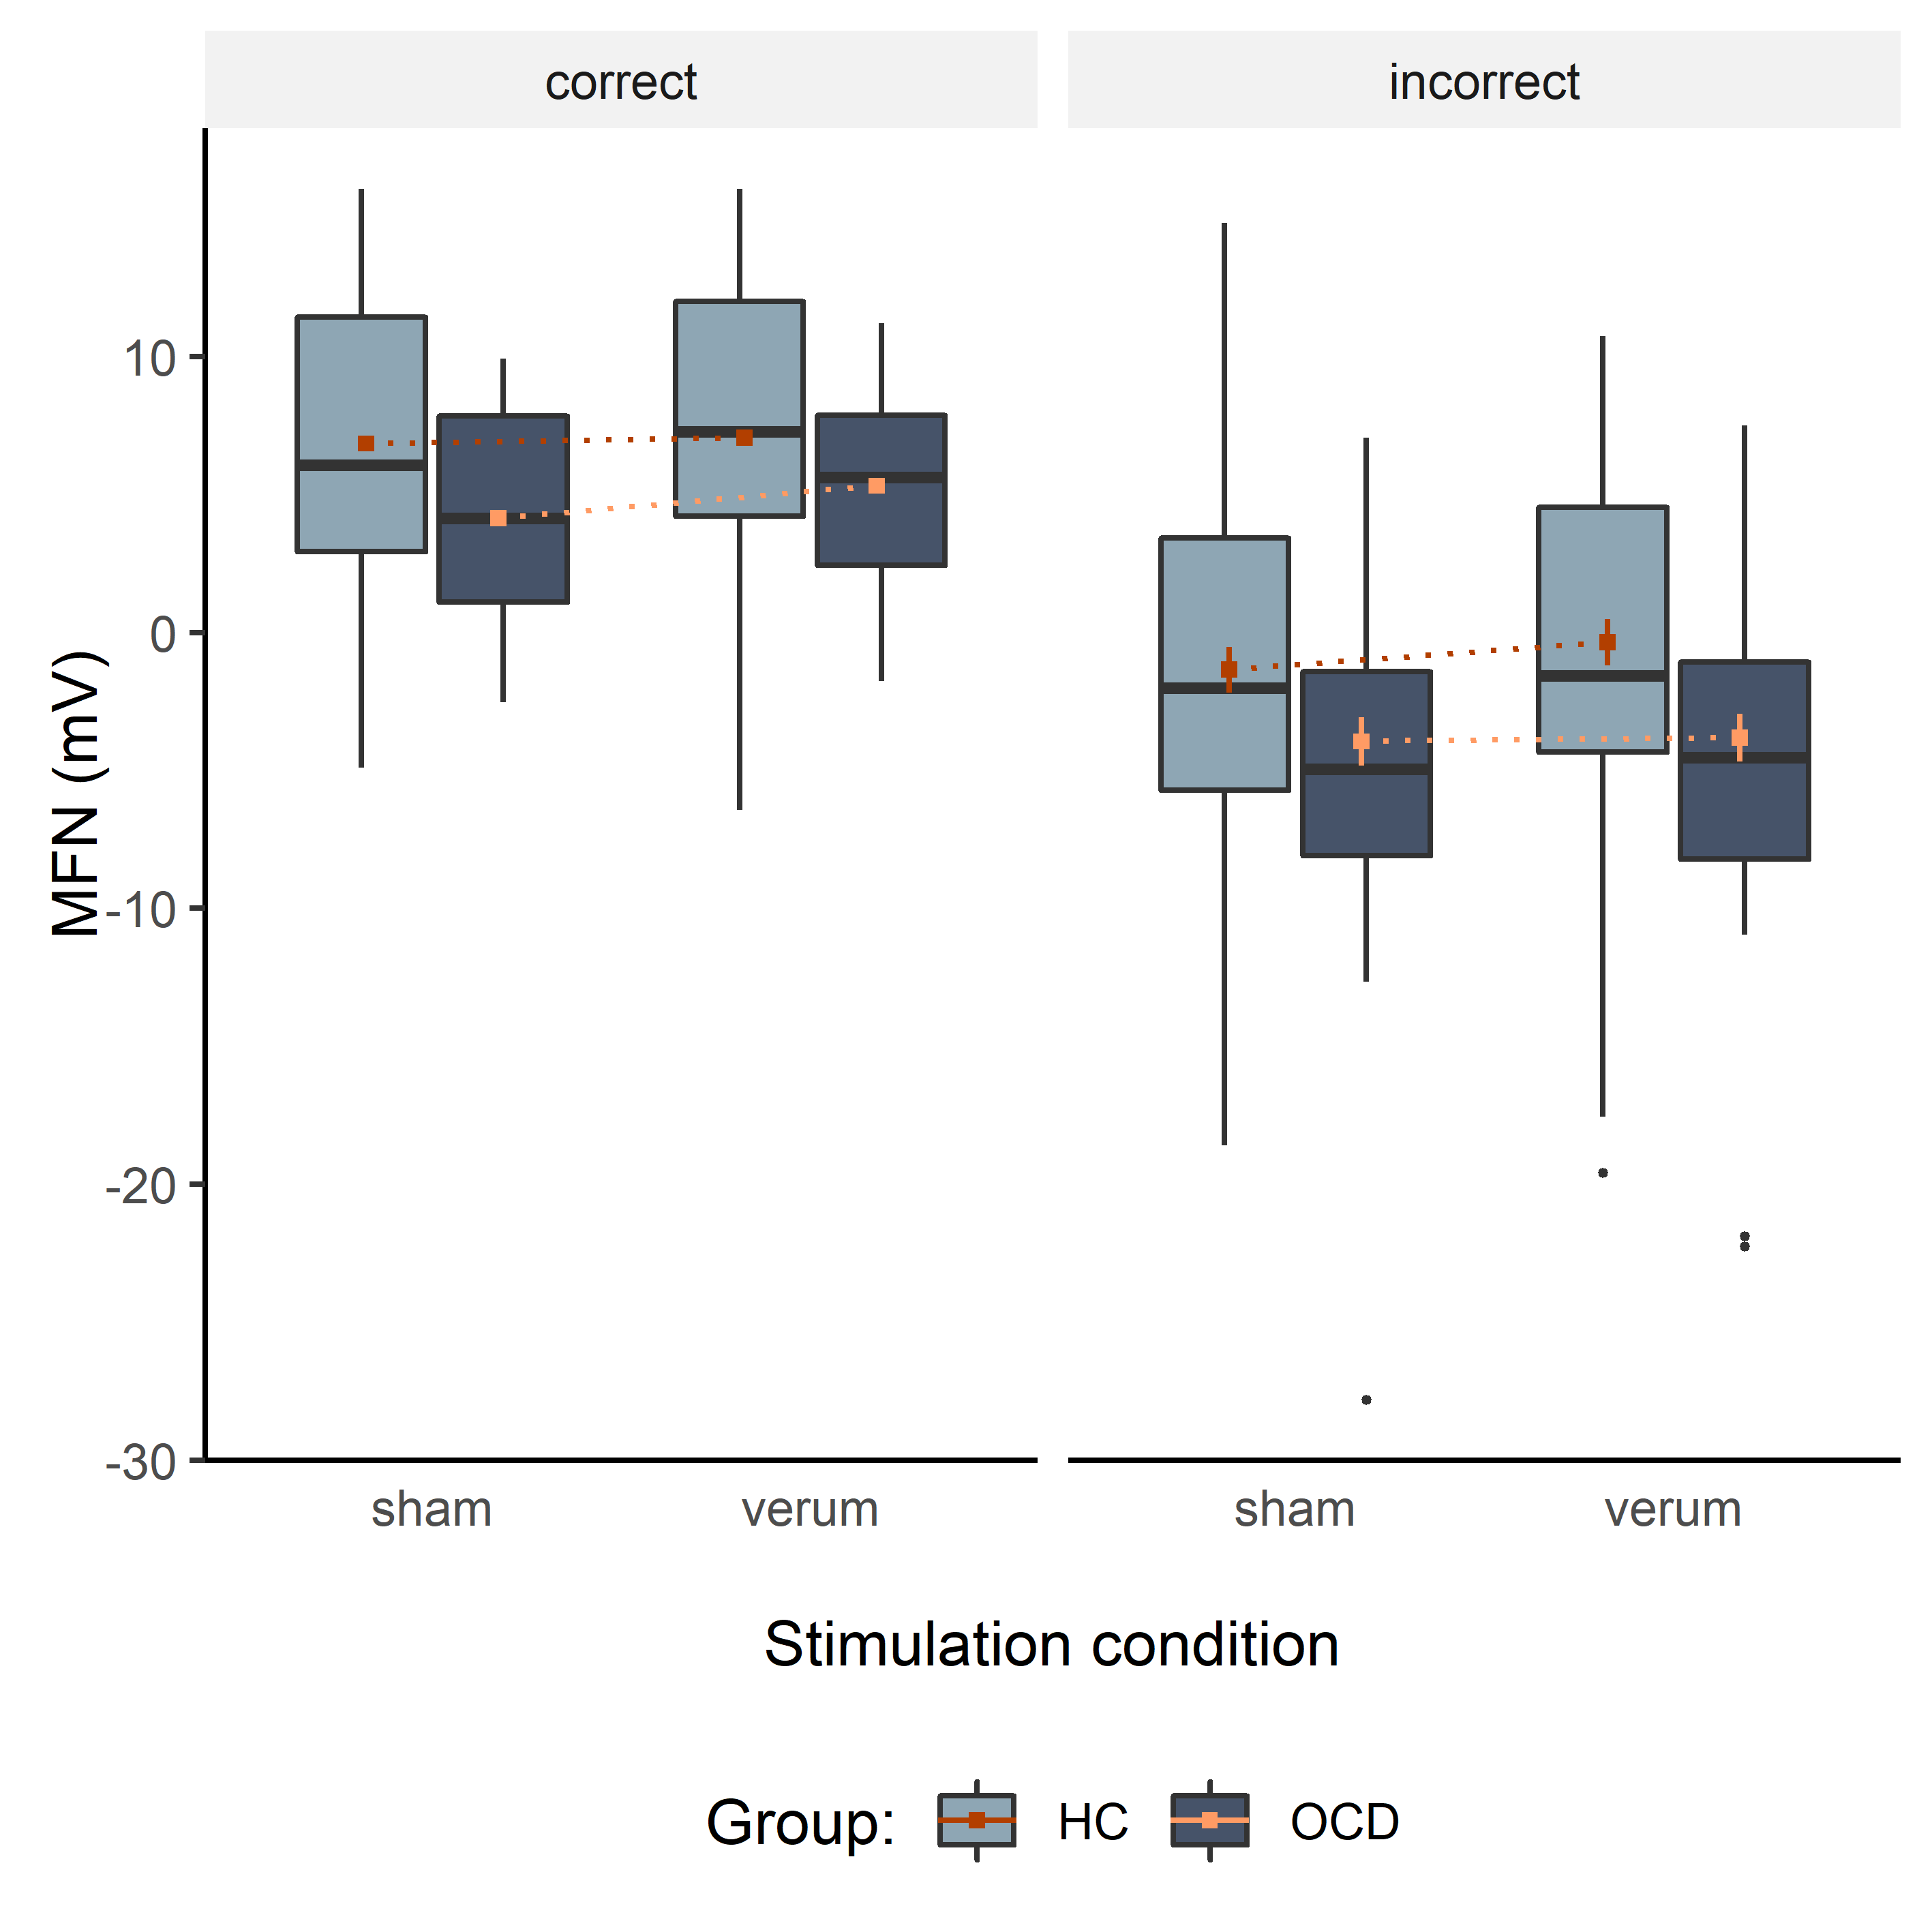 correct
incorrect
MFN (mV)
10
0
-10
-20
-30
sham
verum
sham
verum
Stimulation condition
Group: HC OCD